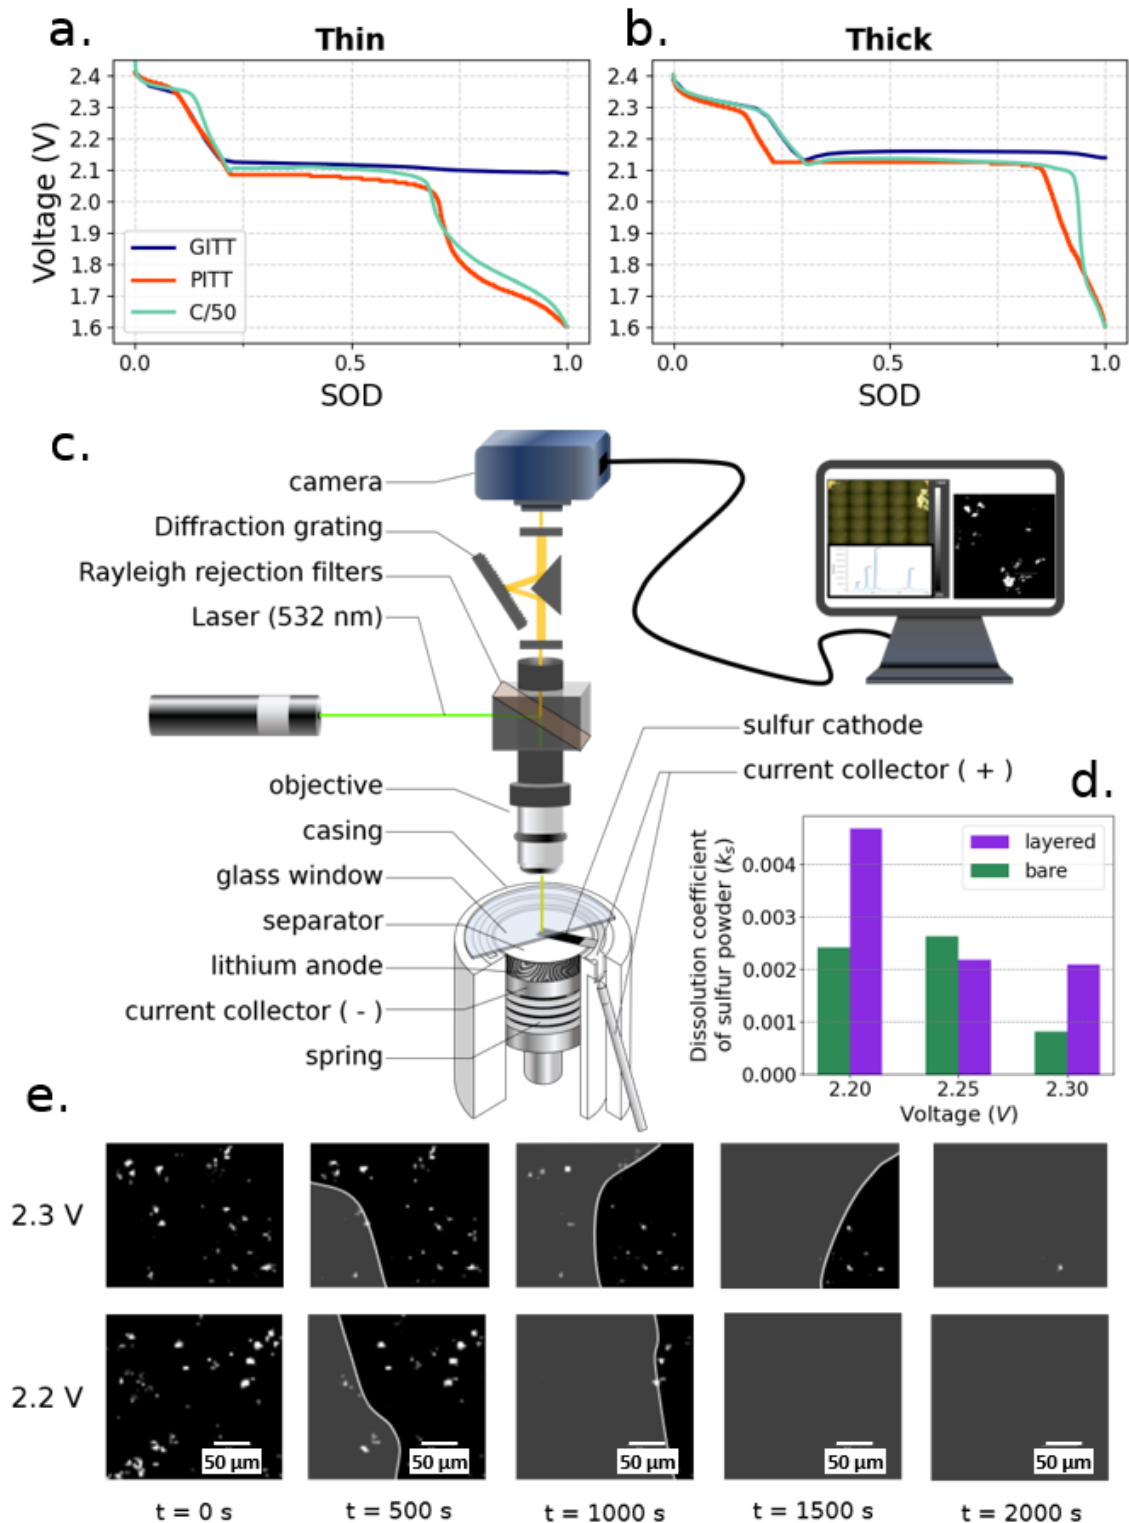 a.
Thin
Voltage (V)
2.4
2.3
2.2
2.1
2.0
1.9
1.8
1.7
1.6
GITT
PITT
C/50
0.0
0.5
1.0
SOD
b.
Thick
2.4
2.3
2.2
2.1
2.0
1.9
1.8
1.7
1.6
0.0
0.5
1.0
SOD
c.
camera
Diffraction grating
Rayleigh rejection filters
Laser (532 nm)
objective
casing
glass window
separator
lithium anode
current collector ( - )
spring
sulfur cathode
current collector ( + )
d.
Dissolution coefficient
of sulfur powder (kₛ)
0.004
0.003
0.002
0.001
0.000
layered
bare
2.20
2.25
2.30
Voltage (V)
e.
2.3 V
2.2 V
50 µm
50 µm
50 µm
50 µm
50 µm
t = 0 s
t = 500 s
t = 1000 s
t = 1500 s
t = 2000 s